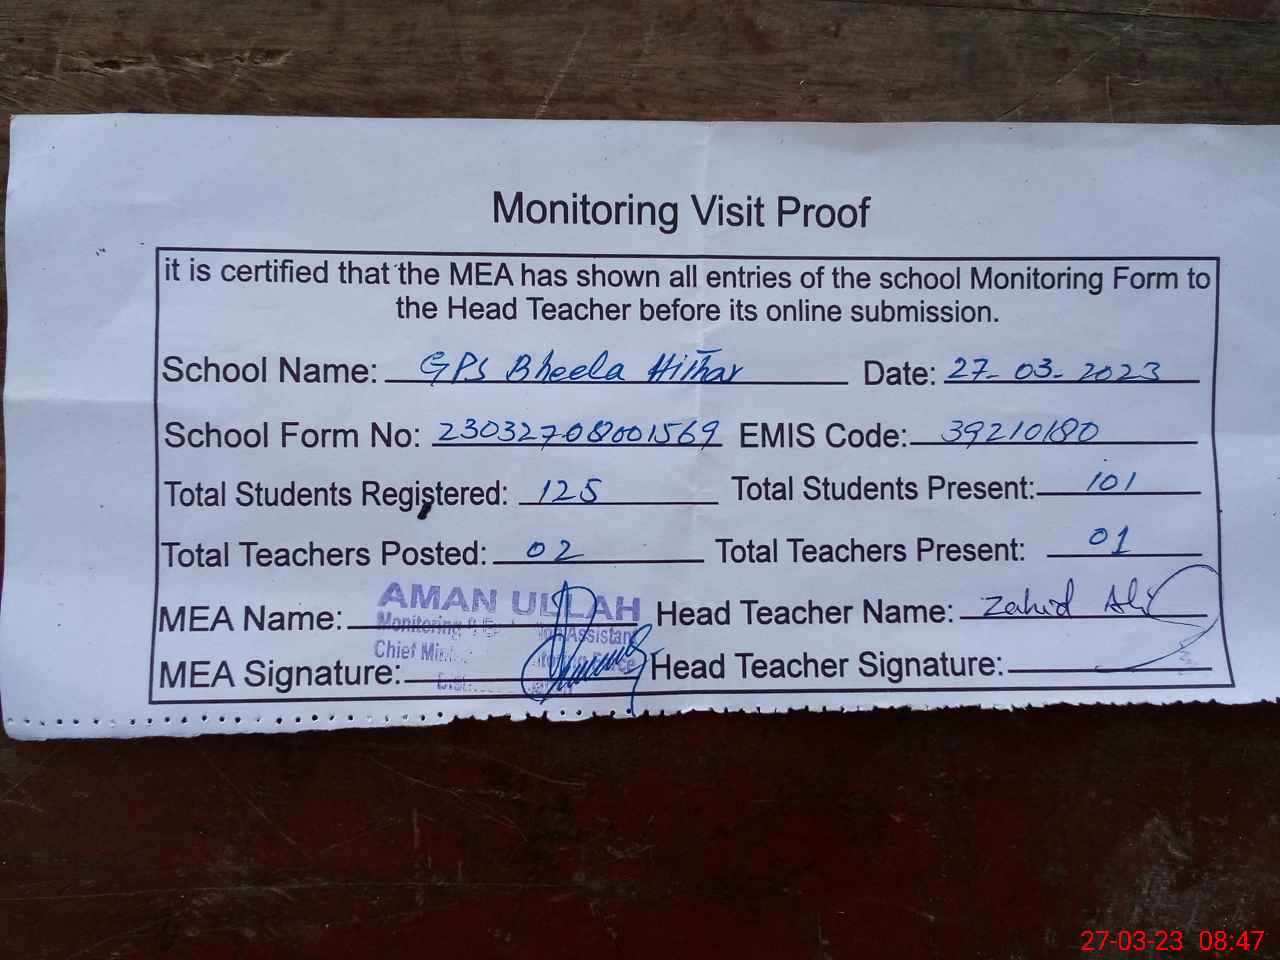 Monitoring Visit Proof
it is certified that the MEA has shown all entries of the school Monitoring Form to
the Head Teacher before its online submission.
School Name: GPS Bheela Hithar Date: 27-03-2023
School Form No: 230327080001569 EMIS Code: 39210180
Total Students Registered: 125 Total Students Present: 101
Total Teachers Posted: 02 Total Teachers Present: 01
MEA Name: AMAN ULLAH Head Teacher Name: Zahid Ali
Monitoring & Assistant
Chief Force
MEA Signature: Head Teacher Signature:
27-03-23 08:47